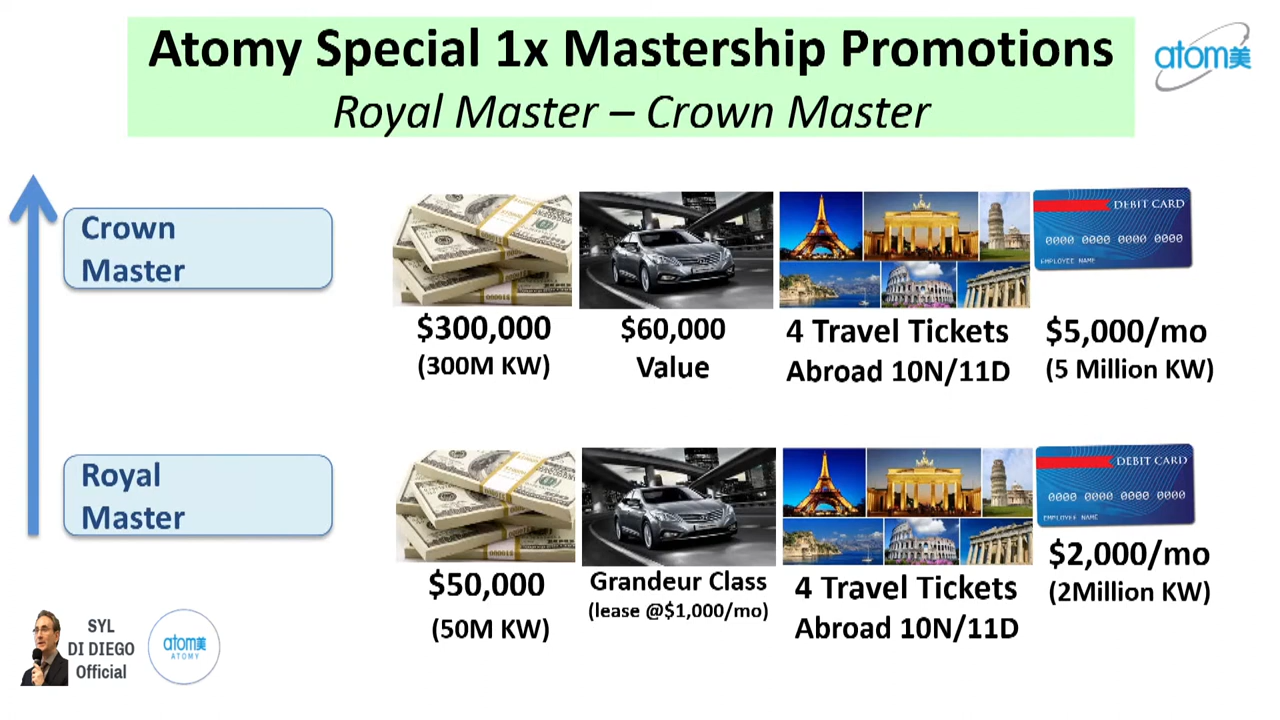 Atomy Special 1x Mastership Promotions
Royal Master – Crown Master
atom美
Crown
Master
DEBIT CARD
0000 0000 0000 0000
EMPLOYEE NAME
$300,000
(300M KW)
$60,000
Value
4 Travel Tickets
Abroad 10N/11D
$5,000/mo
(5 Million KW)
Royal
Master
DEBIT CARD
0000 0000 0000 0000
EMPLOYEE NAME
$50,000
(50M KW)
Grandeur Class
(lease @$1,000/mo)
4 Travel Tickets
Abroad 10N/11D
$2,000/mo
(2Million KW)
SYL
DI DIEGO
Official
atom美
ATOMY